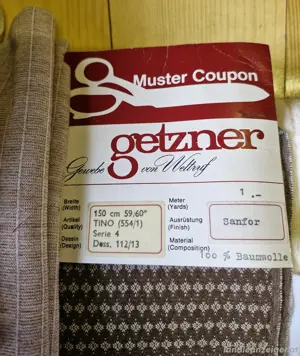 Muster Coupon
getzner
Gewebe von Weltruf
Breite (Width) 150 cm 59,60" Meter (Yards) 1 .-
Artikel (Quality) TINO (554/1) Ausrüstung (Finish) Sanfor
Serie 4
Dessin (Design) Dess. 112/13 Material (Composition) 100 % Baumwolle